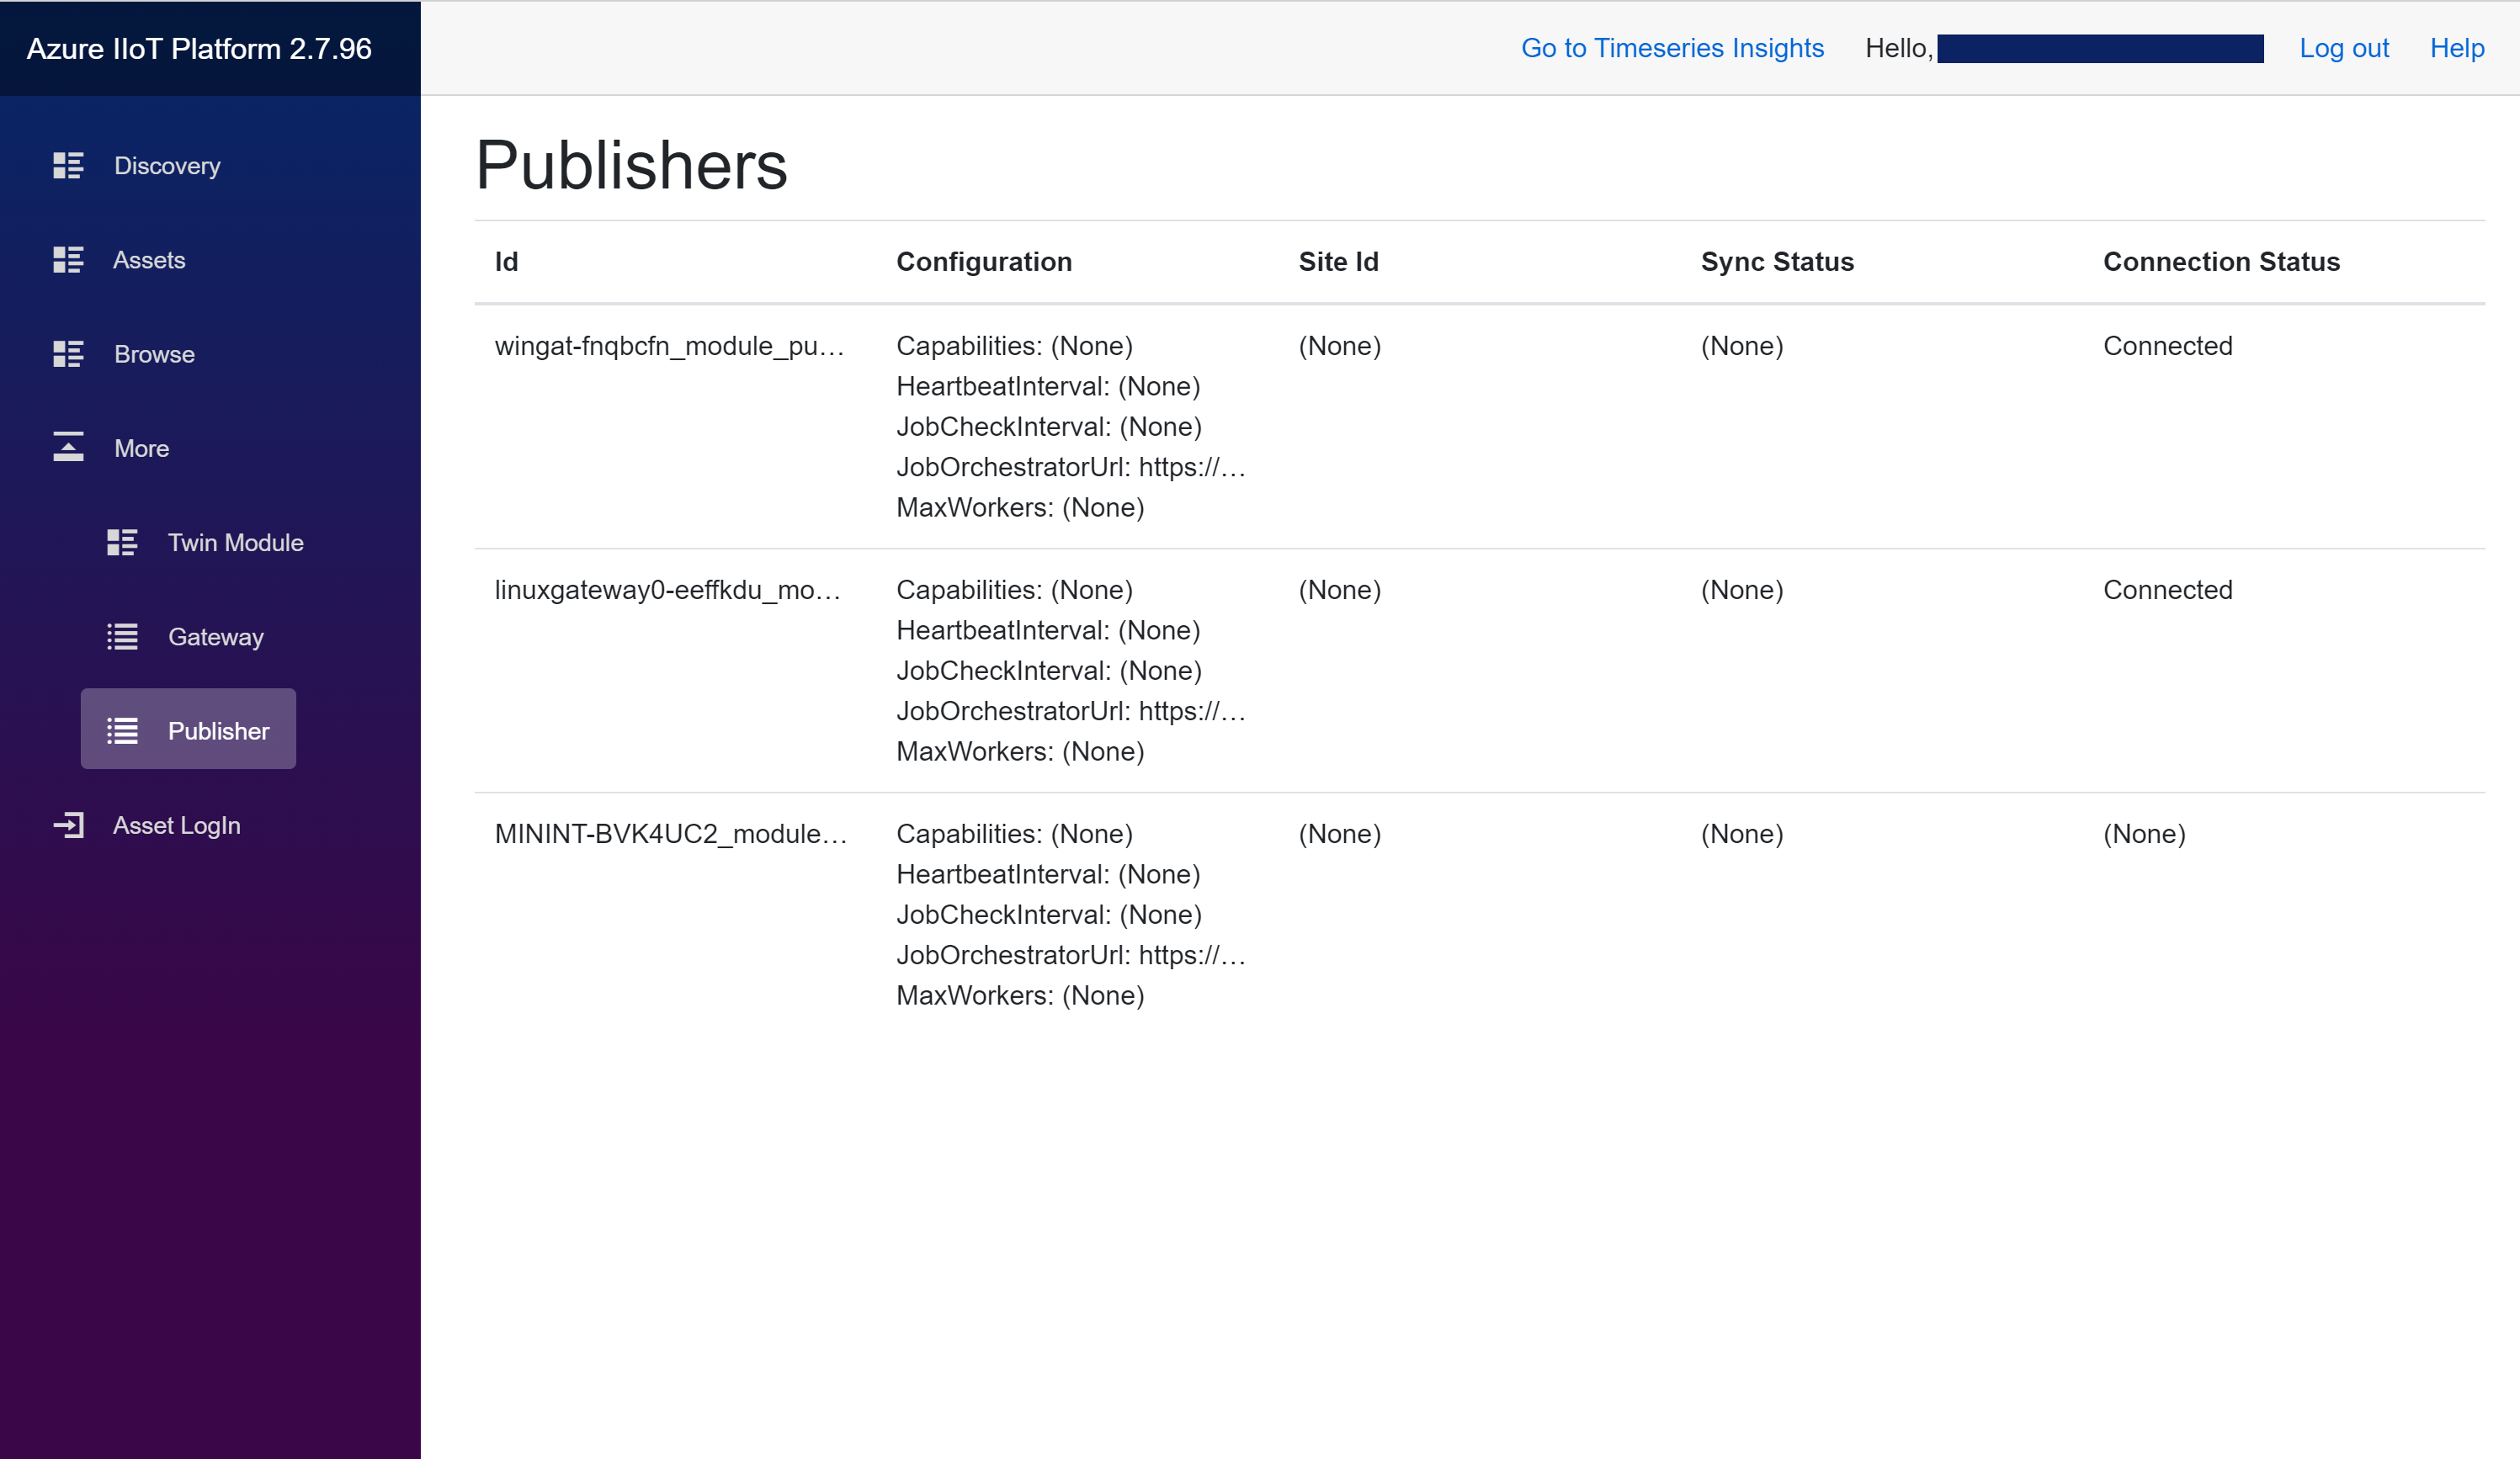 Azure IIoT Platform 2.7.96
Go to Timeseries Insights Hello, Log out Help
Discovery
Assets
Browse
More
Twin Module
Gateway
Publisher
Asset LogIn
Publishers
Id Configuration Site Id Sync Status Connection Status
wingat-fnqbcfn_module_pu… Capabilities: (None) (None) (None) Connected
HeartbeatInterval: (None)
JobCheckInterval: (None)
JobOrchestratorUrl: https://…
MaxWorkers: (None)
linuxgateway0-eeffkdu_mo… Capabilities: (None) (None) (None) Connected
HeartbeatInterval: (None)
JobCheckInterval: (None)
JobOrchestratorUrl: https://…
MaxWorkers: (None)
MININT-BVK4UC2_module… Capabilities: (None) (None) (None) (None)
HeartbeatInterval: (None)
JobCheckInterval: (None)
JobOrchestratorUrl: https://…
MaxWorkers: (None)